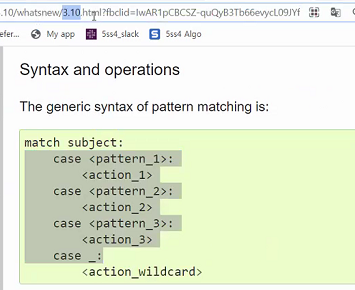 .10/whatsnew/3.10.html?fbclid=IwAR1pCBCSZ-quQyB3Tb66evycL09JYf
refer... My app 5ss4_slack 5ss4 Algo
Syntax and operations
The generic syntax of pattern matching is:
match subject:
    case <pattern_1>:
        <action_1>
    case <pattern_2>:
        <action_2>
    case <pattern_3>:
        <action_3>
    case _:
        <action_wildcard>